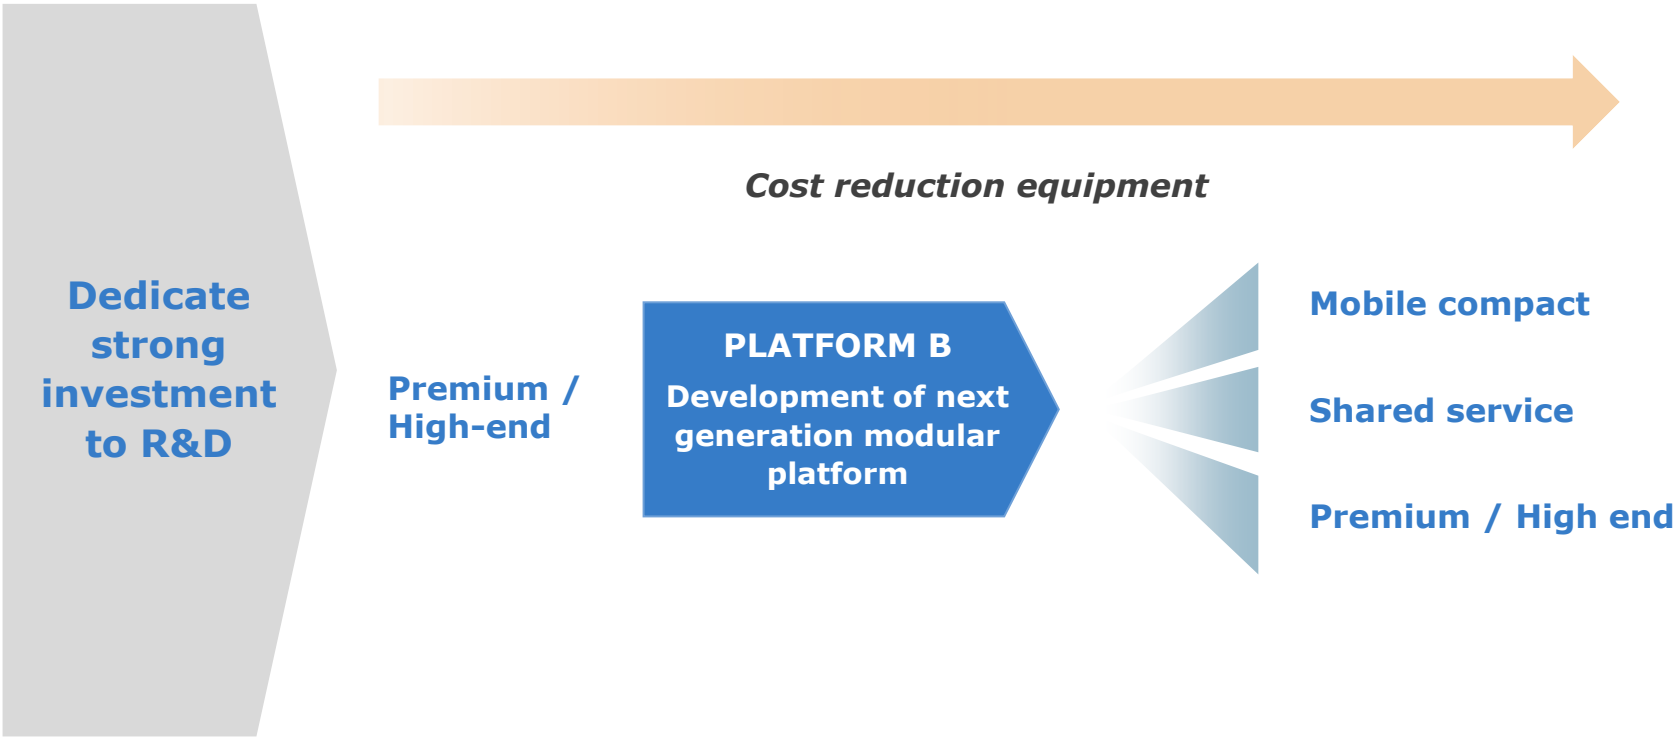 Cost reduction equipment
Dedicate
strong
investment
to R&D
Premium /
High-end
PLATFORM B
Development of next
generation modular
platform
Mobile compact
Shared service
Premium / High end